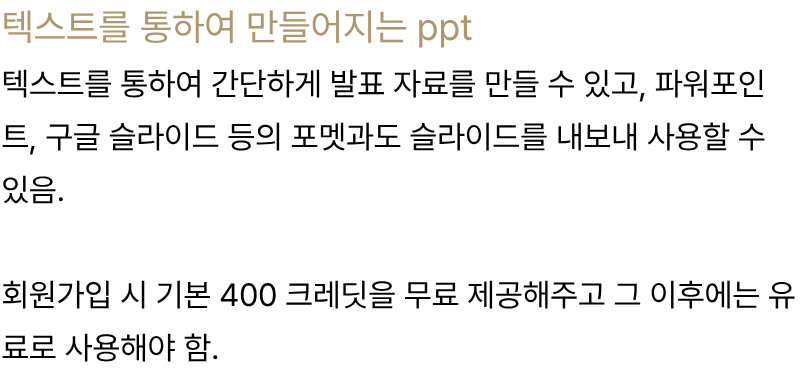 텍스트를 통하여 만들어지는 ppt
텍스트를 통하여 간단하게 발표 자료를 만들 수 있고, 파워포인
트, 구글 슬라이드 등의 포멧과도 슬라이드를 내보내 사용할 수
있음.
회원가입 시 기본 400 크레딧을 무료 제공해주고 그 이후에는 유
료로 사용해야 함.